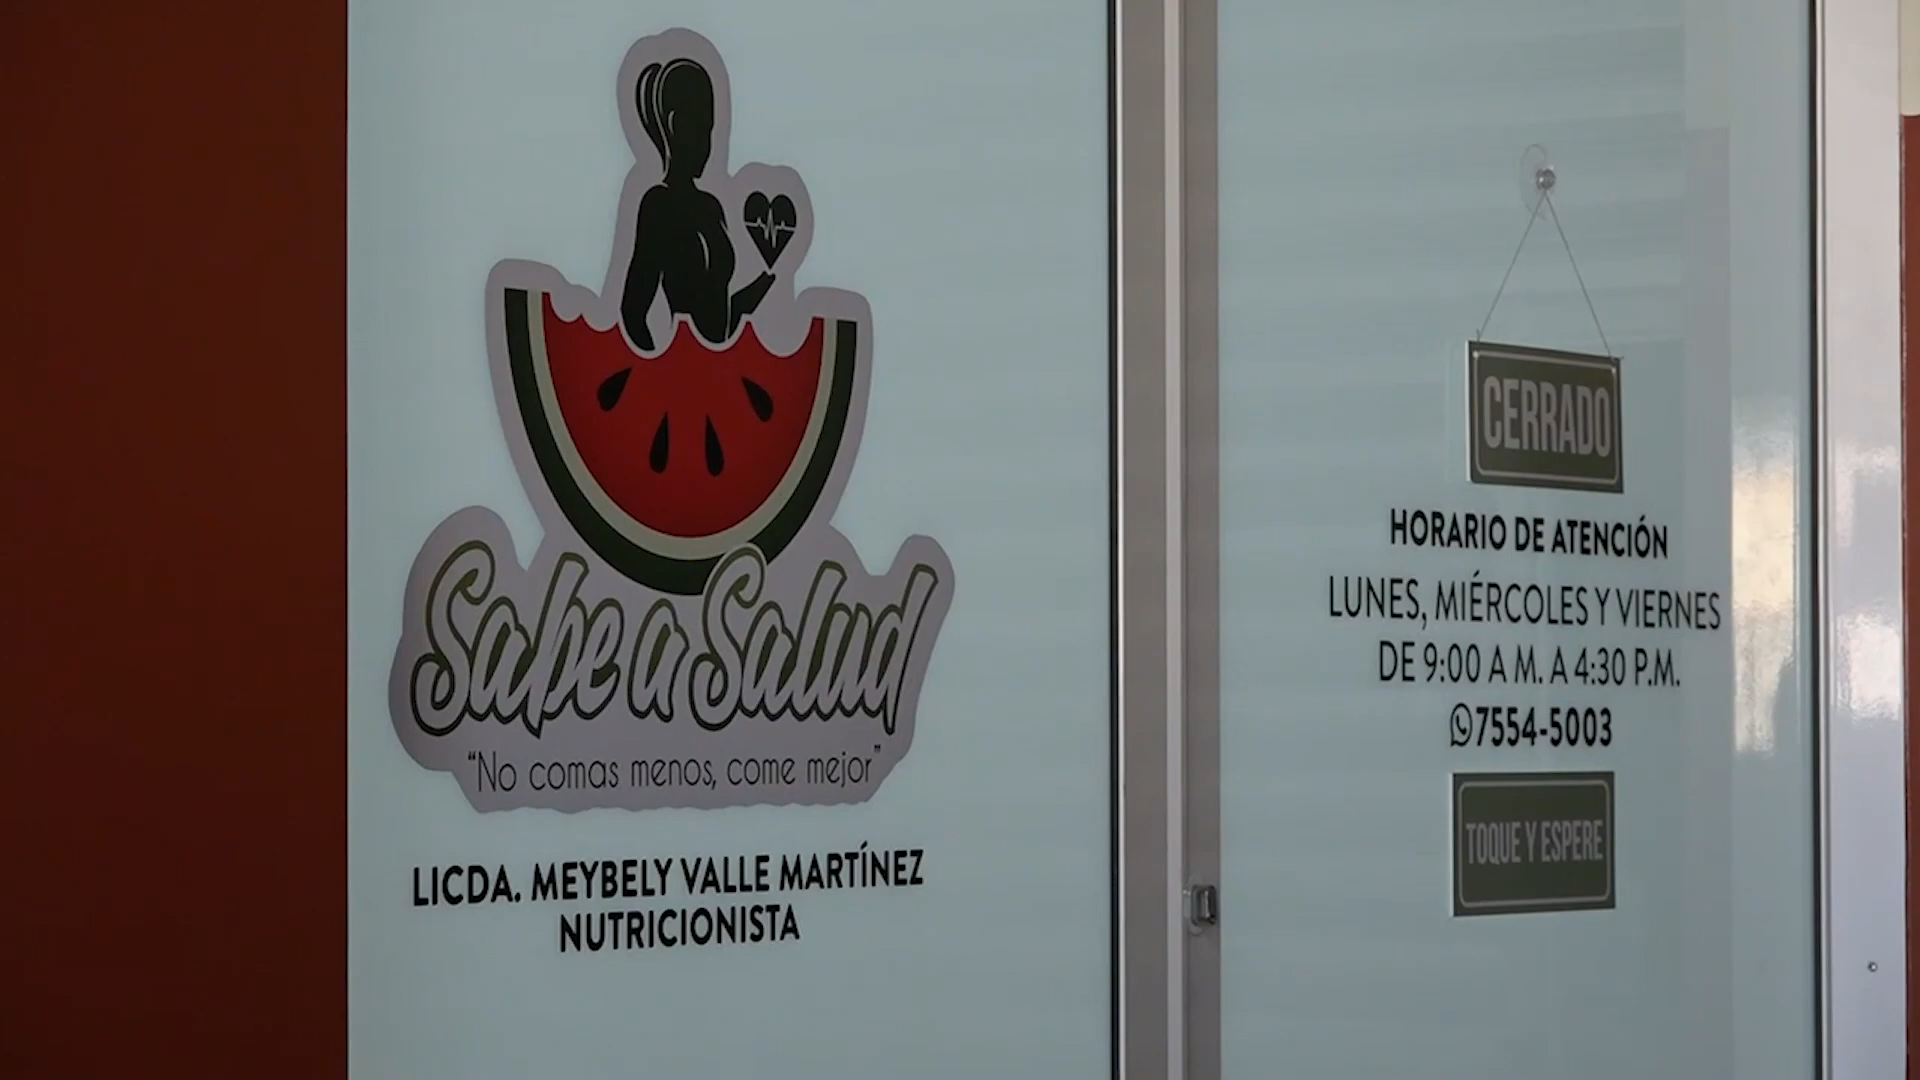 Sabe a Salud
“No comas menos, come mejor”
LICDA. MEYBELY VALLE MARTÍNEZ
NUTRICIONISTA
CERRADO
HORARIO DE ATENCIÓN
LUNES, MIÉRCOLES Y VIERNES
DE 9:00 A M. A 4:30 P.M.
7554-5003
TOQUE Y ESPERE